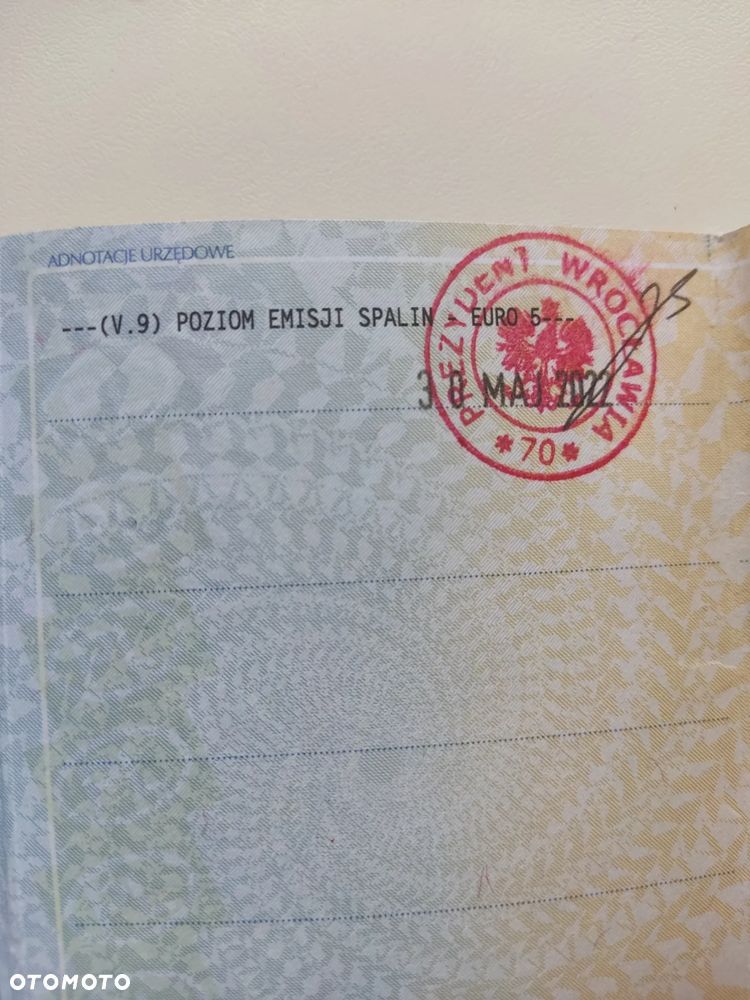 ADNOTACJE URZĘDOWE
---(V.9) POZIOM EMISJI SPALIN - EURO 5---
PREZYDENT WROCŁAWIA
30 MAJ 2022
*70*
OTOMOTO